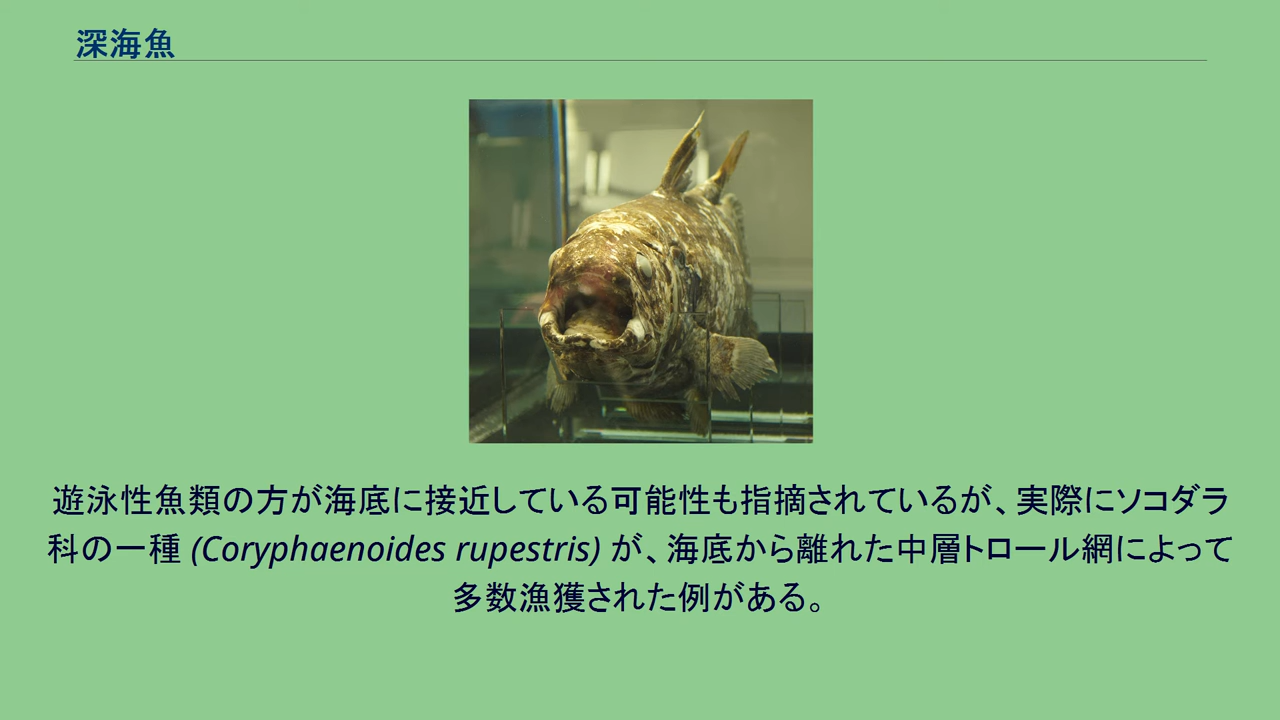 深海魚
遊泳性魚類の方が海底に接近している可能性も指摘されているが、実際にソコダラ
科の一種 (Coryphaenoides rupestris) が、海底から離れた中層トロール網によって
多数漁獲された例がある。